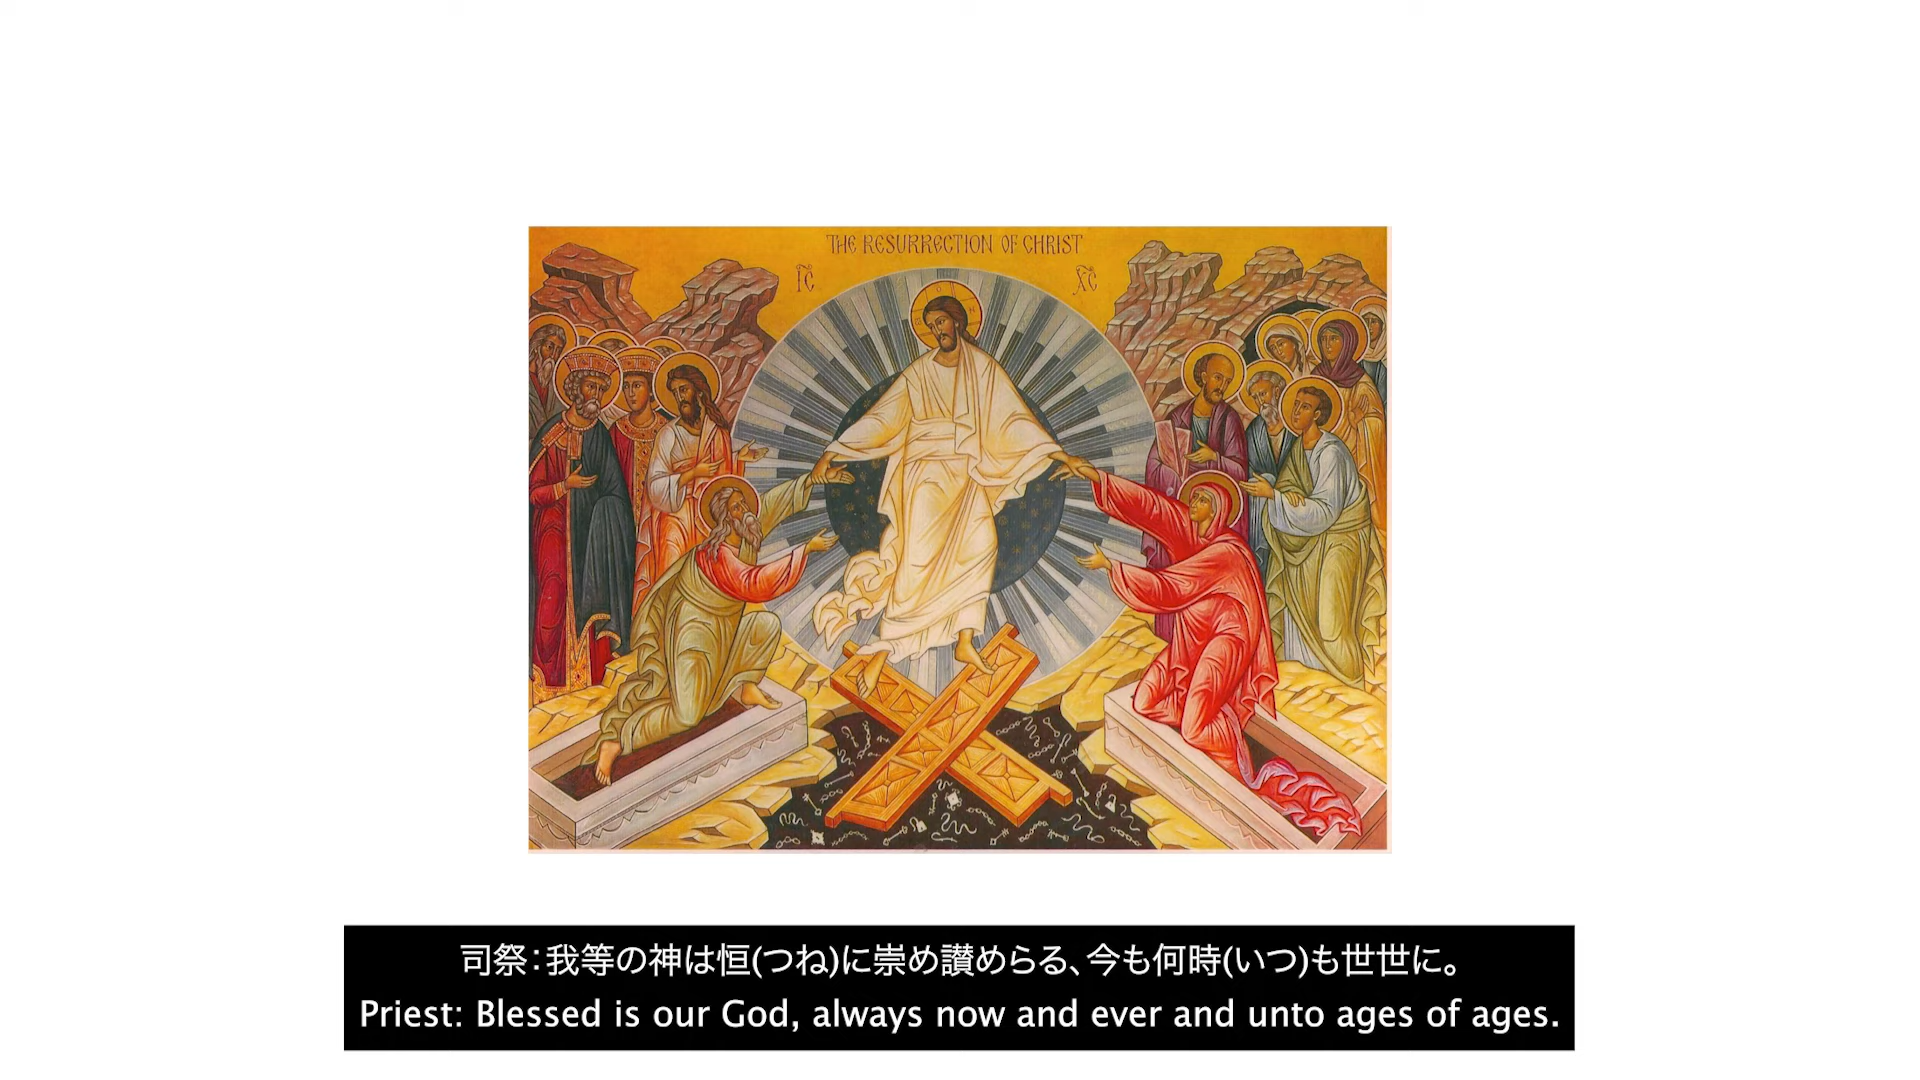 THE RESURRECTION OF CHRIST
IC XC
司祭：我等の神は恒(つね)に崇め讃めらる、今も何時(いつ)も世世に。
Priest: Blessed is our God, always now and ever and unto ages of ages.